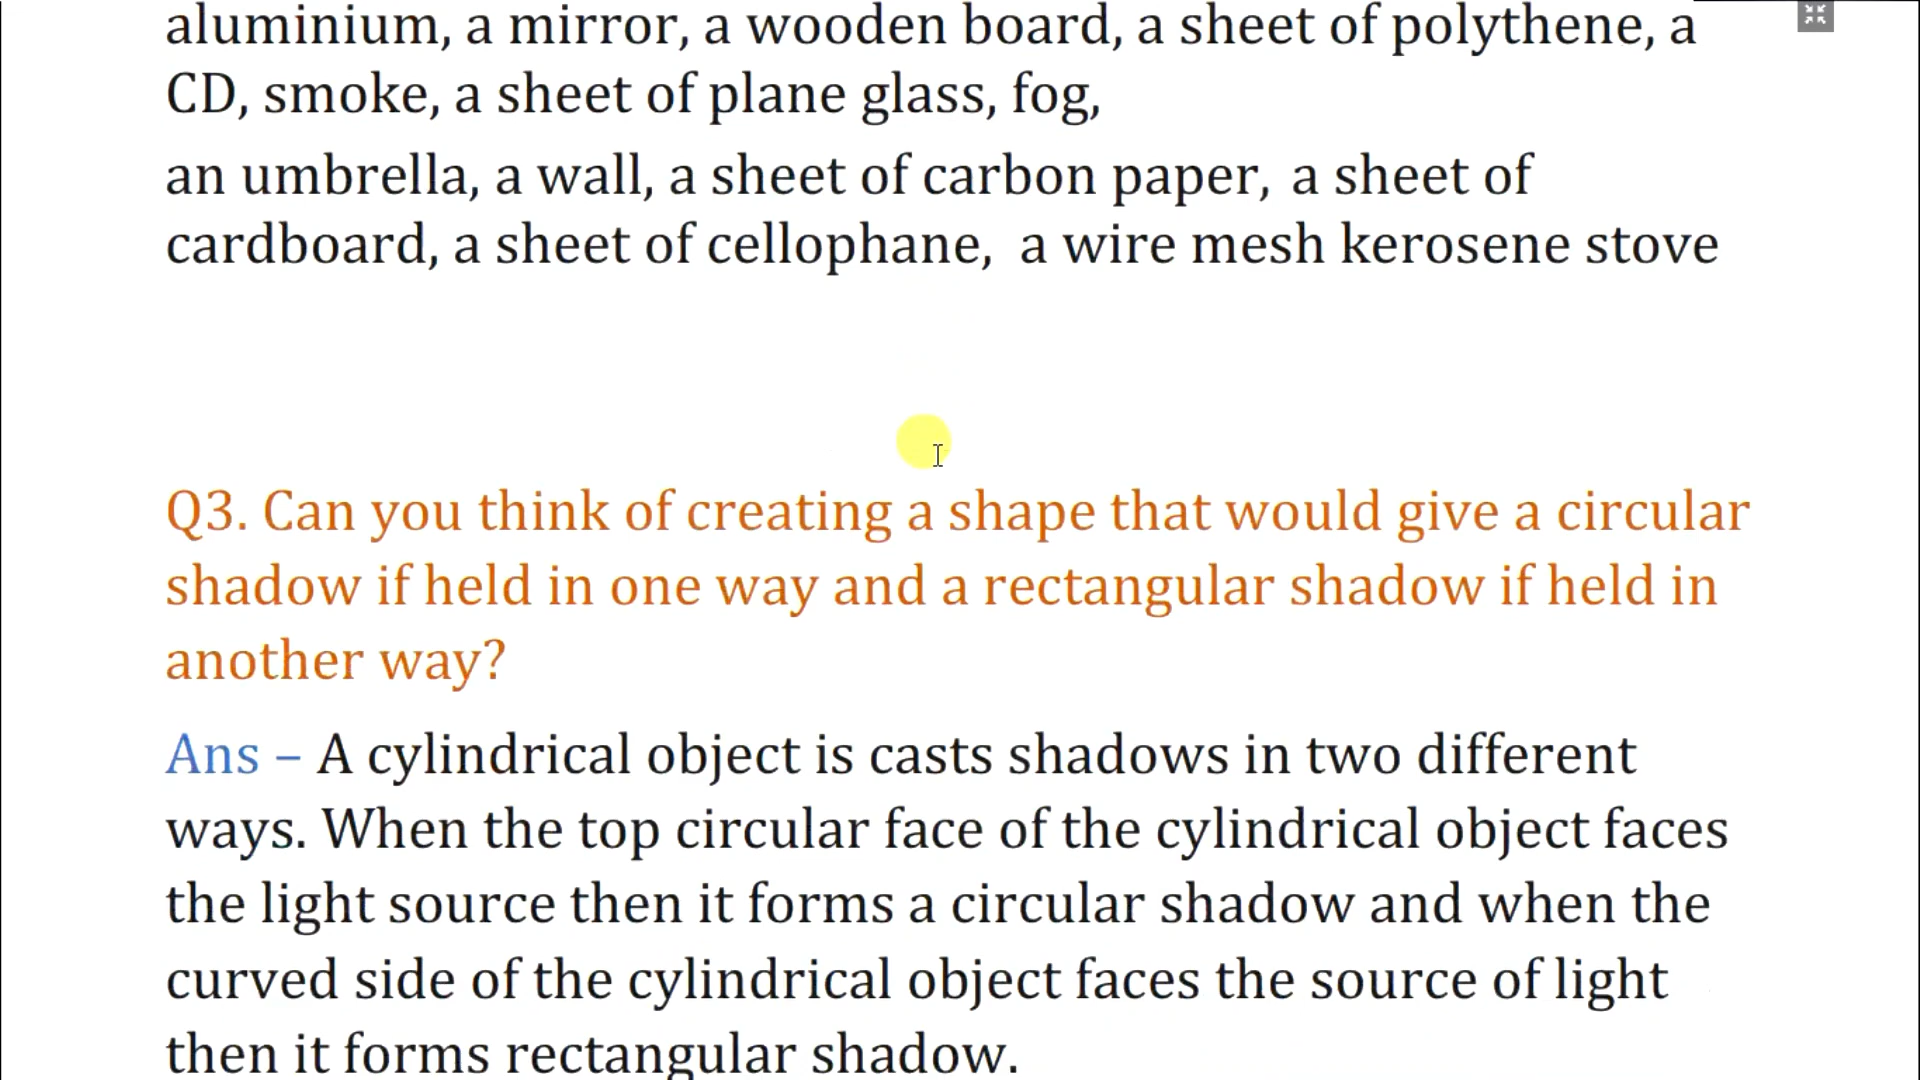 aluminium, a mirror, a wooden board, a sheet of polythene, a
CD, smoke, a sheet of plane glass, fog,
an umbrella, a wall, a sheet of carbon paper, a sheet of
cardboard, a sheet of cellophane, a wire mesh kerosene stove
Q3. Can you think of creating a shape that would give a circular
shadow if held in one way and a rectangular shadow if held in
another way?
Ans – A cylindrical object is casts shadows in two different
ways. When the top circular face of the cylindrical object faces
the light source then it forms a circular shadow and when the
curved side of the cylindrical object faces the source of light
then it forms rectangular shadow.